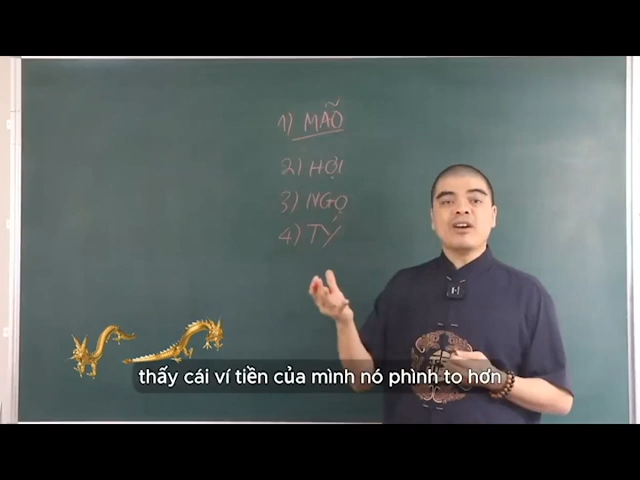 1) MÃO
2) HỢI
3) NGỌ
4) TÝ
thấy cái ví tiền của mình nó phình to hơn